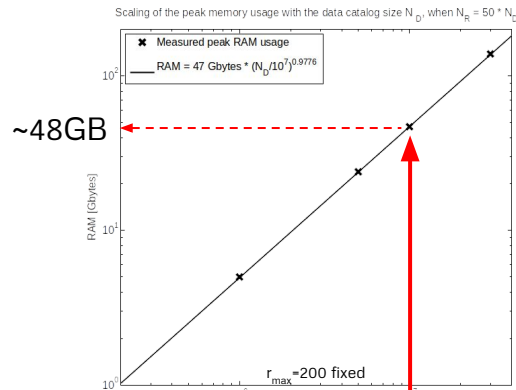 Scaling of the peak memory usage with the data catalog size N_D, when N_R = 50 * N_D
Measured peak RAM usage
RAM = 47 Gbytes * (N_D/10^7)^0.9776
10^2
~48GB
RAM [Gbytes]
10^1
r_max=200 fixed
10^0